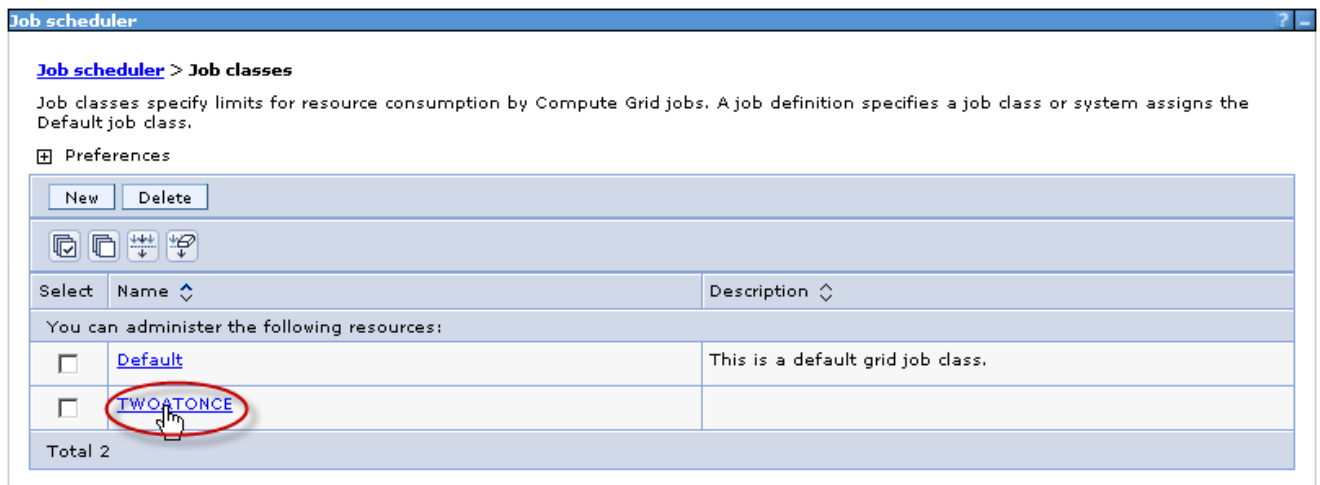 Job scheduler ? –
Job scheduler > Job classes
Job classes specify limits for resource consumption by Compute Grid jobs. A job definition specifies a job class or system assigns the
Default job class.
Preferences
New Delete
Select Name Description
You can administer the following resources:
Default This is a default grid job class.
TWOATONCE
Total 2